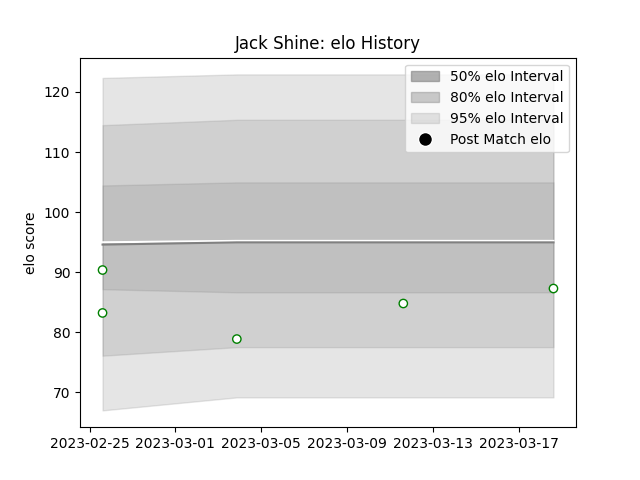 Jack Shine: elo History
50% elo Interval
80% elo Interval
95% elo Interval
Post Match elo
elo score
120
110
100
90
80
70
2023-02-25 2023-03-01 2023-03-05 2023-03-09 2023-03-13 2023-03-17